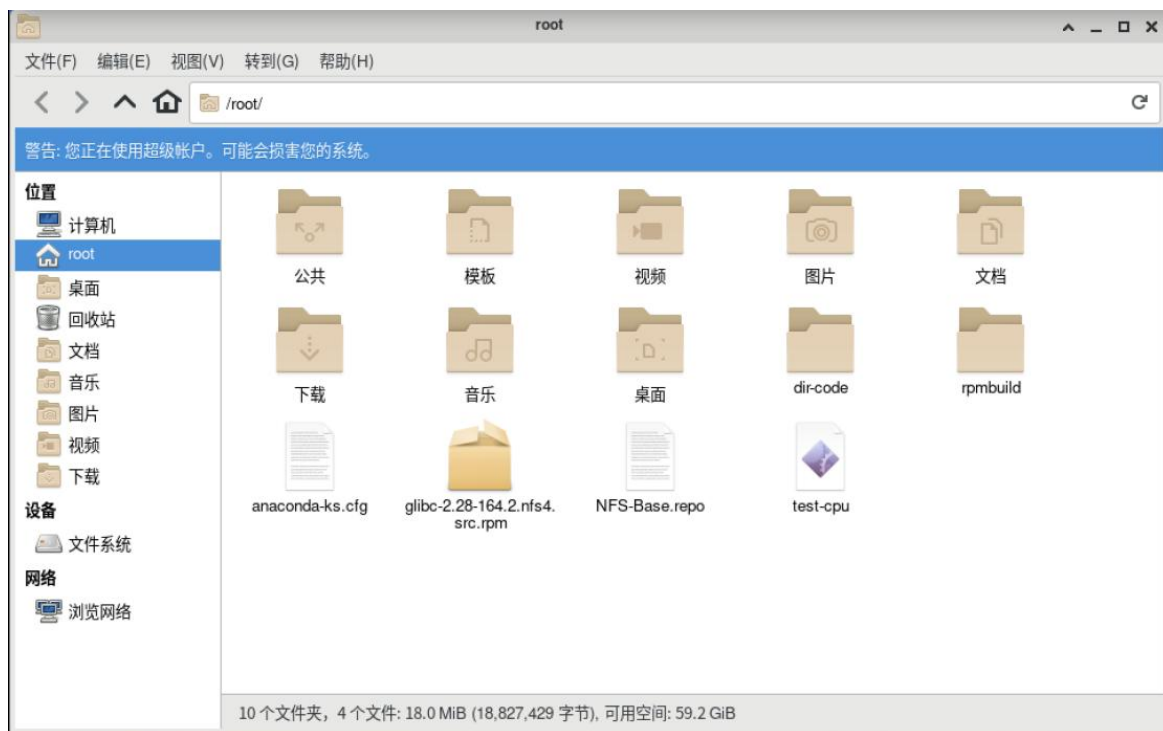 root
文件(F) 编辑(E) 视图(V) 转到(G) 帮助(H)
/root/
警告: 您正在使用超级帐户。可能会损害您的系统。
位置
计算机
root
桌面
回收站
文档
音乐
图片
视频
下载
设备
文件系统
网络
浏览网络
公共 模板 视频 图片 文档
下载 音乐 桌面 dir-code rpmbuild
anaconda-ks.cfg glibc-2.28-164.2.nfs4. NFS-Base.repo test-cpu
src.rpm
10 个文件夹，4 个文件: 18.0 MiB (18,827,429 字节), 可用空间: 59.2 GiB